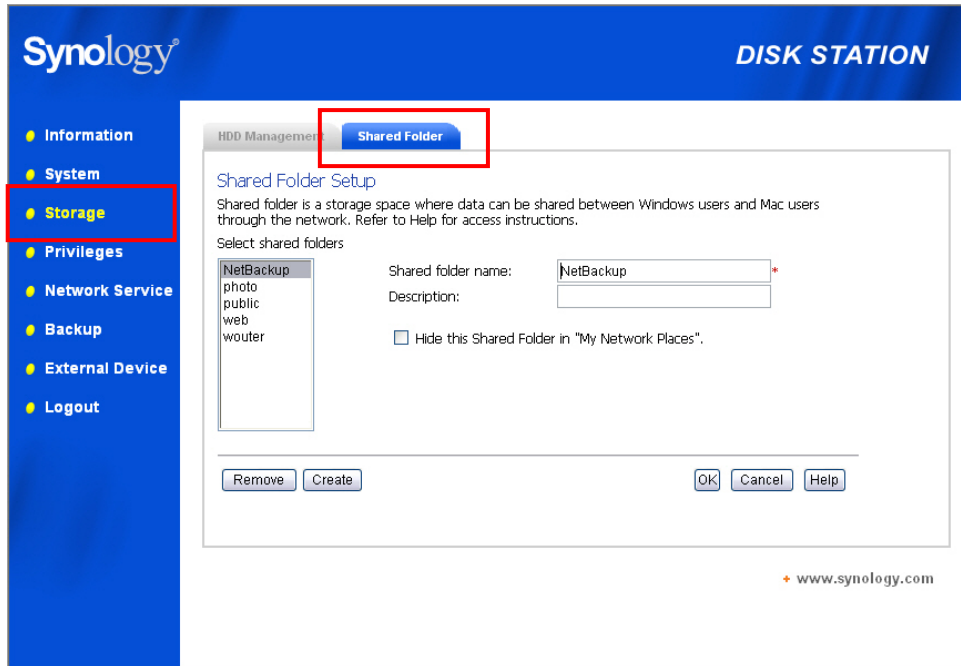 Synology®
DISK STATION
Information
System
Storage
Privileges
Network Service
Backup
External Device
Logout
HDD Management
Shared Folder
Shared Folder Setup
Shared folder is a storage space where data can be shared between Windows users and Mac users
through the network. Refer to Help for access instructions.
Select shared folders
NetBackup
photo
public
web
wouter
Shared folder name:
NetBackup
*
Description:
Hide this Shared Folder in "My Network Places".
Remove
Create
OK
Cancel
Help
www.synology.com